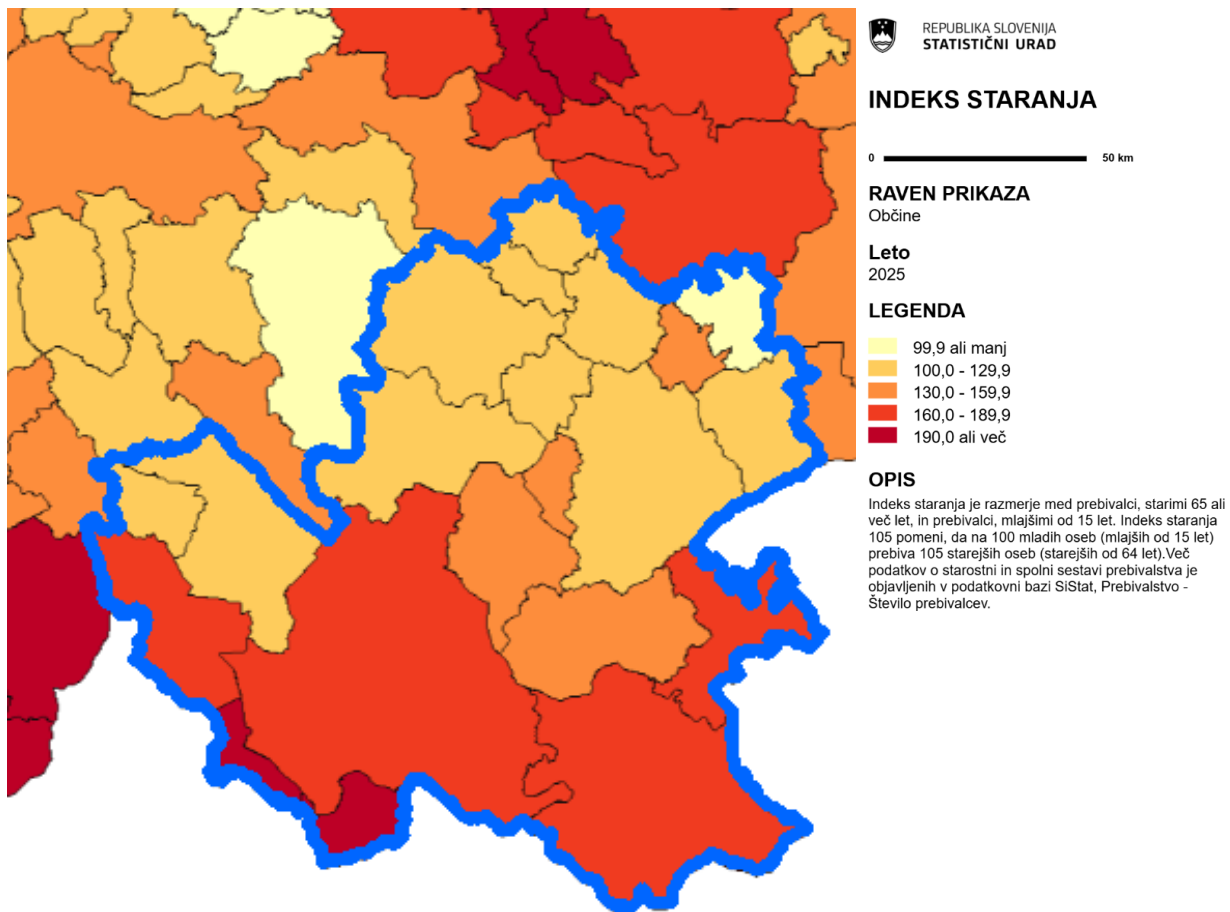 REPUBLIKA SLOVENIJA
STATISTIČNI URAD
INDEKS STARANJA
0 50 km
RAVEN PRIKAZA
Občine
Leto
2025
LEGENDA
99,9 ali manj
100,0 - 129,9
130,0 - 159,9
160,0 - 189,9
190,0 ali več
OPIS
Indeks staranja je razmerje med prebivalci, starimi 65 ali
več let, in prebivalci, mlajšimi od 15 let. Indeks staranja
105 pomeni, da na 100 mladih oseb (mlajših od 15 let)
prebiva 105 starejših oseb (starejših od 64 let).Več
podatkov o starostni in spolni sestavi prebivalstva je
objavljenih v podatkovni bazi SiStat, Prebivalstvo -
Število prebivalcev.